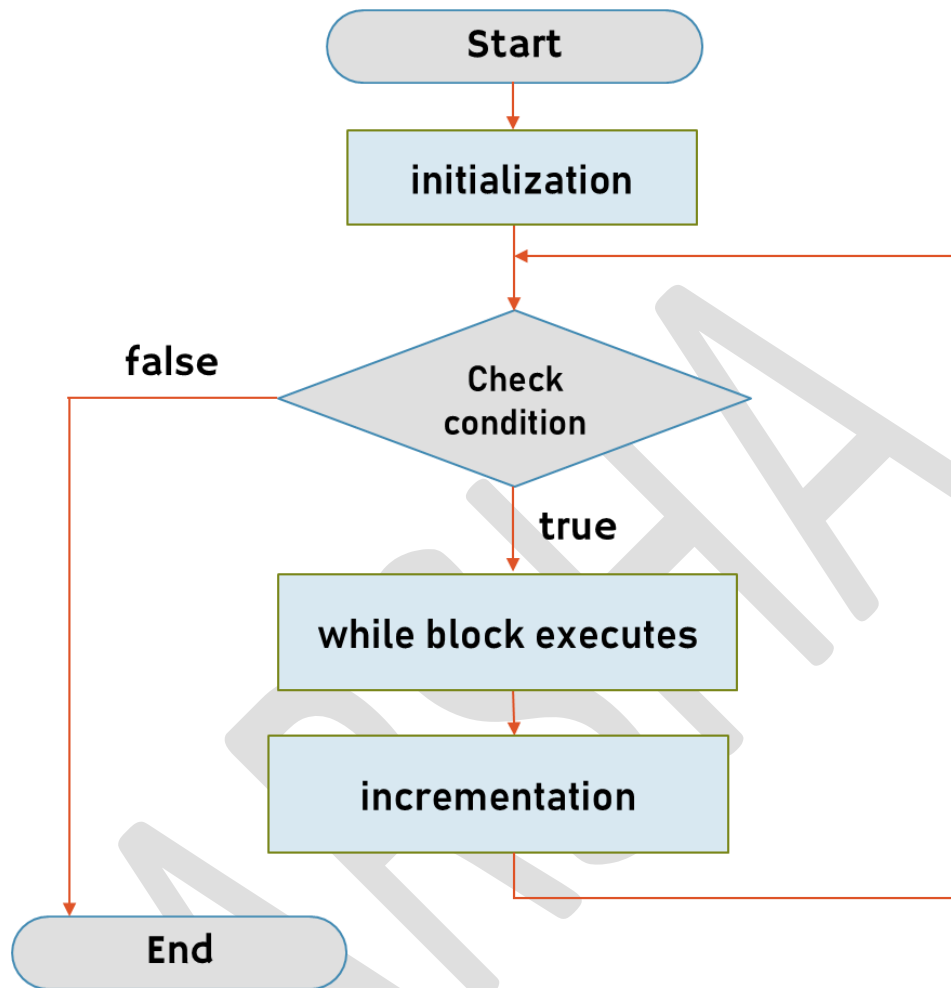 Start
initialization
false
Check
condition
true
while block executes
incrementation
End